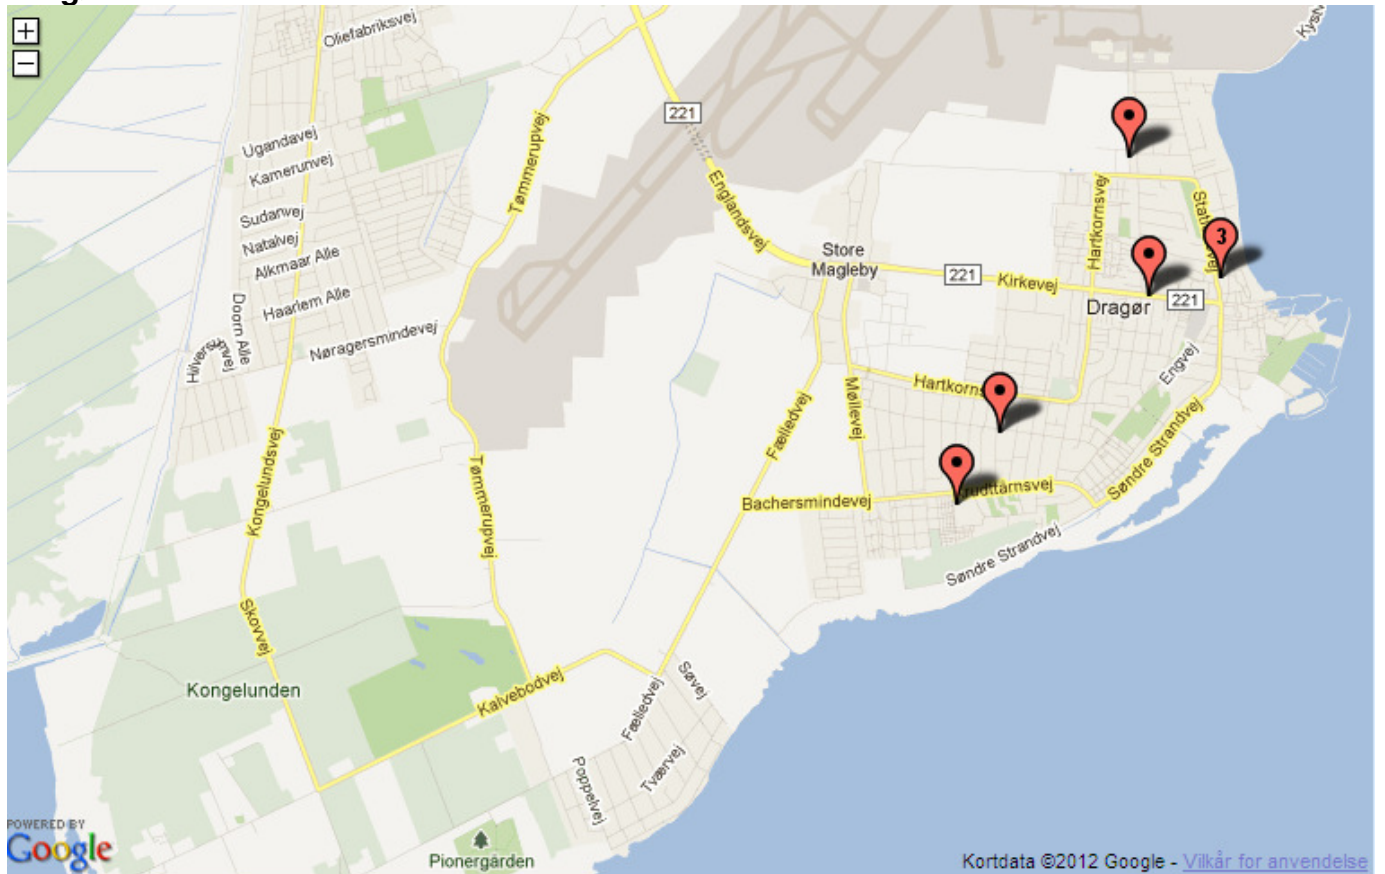 +
−
Oliefabriksvej
Kystv
221
Ugandavej
Kamerunvej
Tømmerupvej
Englandsvej
Hartkornsvej
Sudanvej
Natalvej
Alkmaar Alle
Haarlem Alle
Store
Magleby
3
221
Kirkevej
221
Dragør
Doorn Alle
Nøragersmindevej
Engvej
Møllevej
Fælledvej
Søndre Strandvej
Kongelundsvej
Tømmerupvej
Bachersmindevej
Søndre Strandvej
Skovvej
Kongelunden
Kalvebodvej
Fælledvej
Søvej
Tværvej
Poppelvej
POWERED BY
Google
Pionergården
Kortdata ©2012 Google - Vilkår for anvendelse